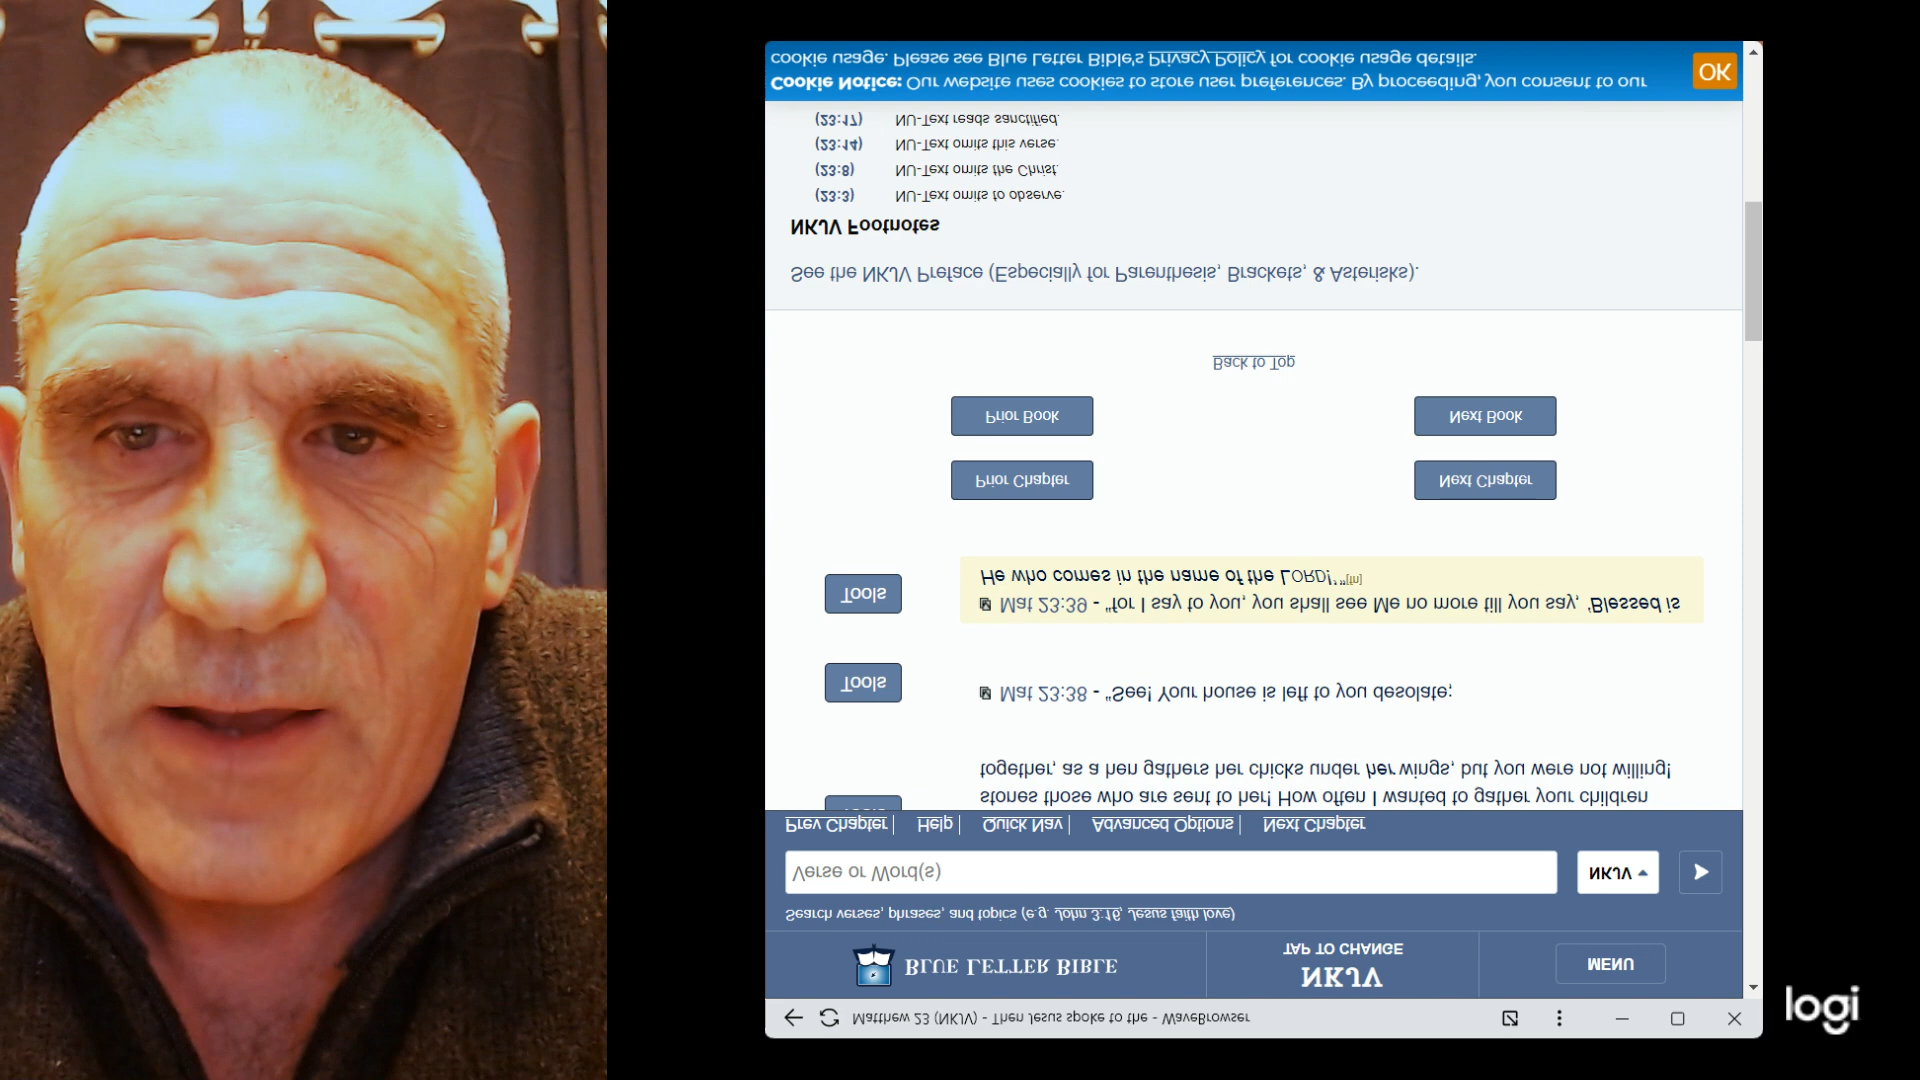 Matthew 23 (NKJV) - Then Jesus spoke to the - WaveBrowser
BLUE LETTER BIBLE
TAP TO CHANGE
NKJV
MENU
Search verses, phrases, and topics (e.g. John 3:16, Jesus faith love)
Verse or Word(s)
NKJV
Prev Chapter | Help | Quick Nav | Advanced Options | Next Chapter
stones those who are sent to her! How often I wanted to gather your children
together, as a hen gathers her chicks under her wings, but you were not willing!
Tools
Mat 23:38 - "See! Your house is left to you desolate;
Tools
Mat 23:39 - "for I say to you, you shall see Me no more till you say, 'Blessed is
He who comes in the name of the LORD!'"[fn]
Prior Chapter
Next Chapter
Prior Book
Next Book
Back to Top
See the NKJV Preface (Especially for Parenthesis, Brackets, & Asterisks).
NKJV Footnotes
(23:3) NU-Text omits to observe.
(23:8) NU-Text omits the Christ.
(23:14) NU-Text omits this verse.
(23:17) NU-Text reads sanctified.
Cookie Notice: Our website uses cookies to store user preferences. By proceeding, you consent to our
cookie usage. Please see Blue Letter Bible's Privacy Policy for cookie usage details.
OK
logi